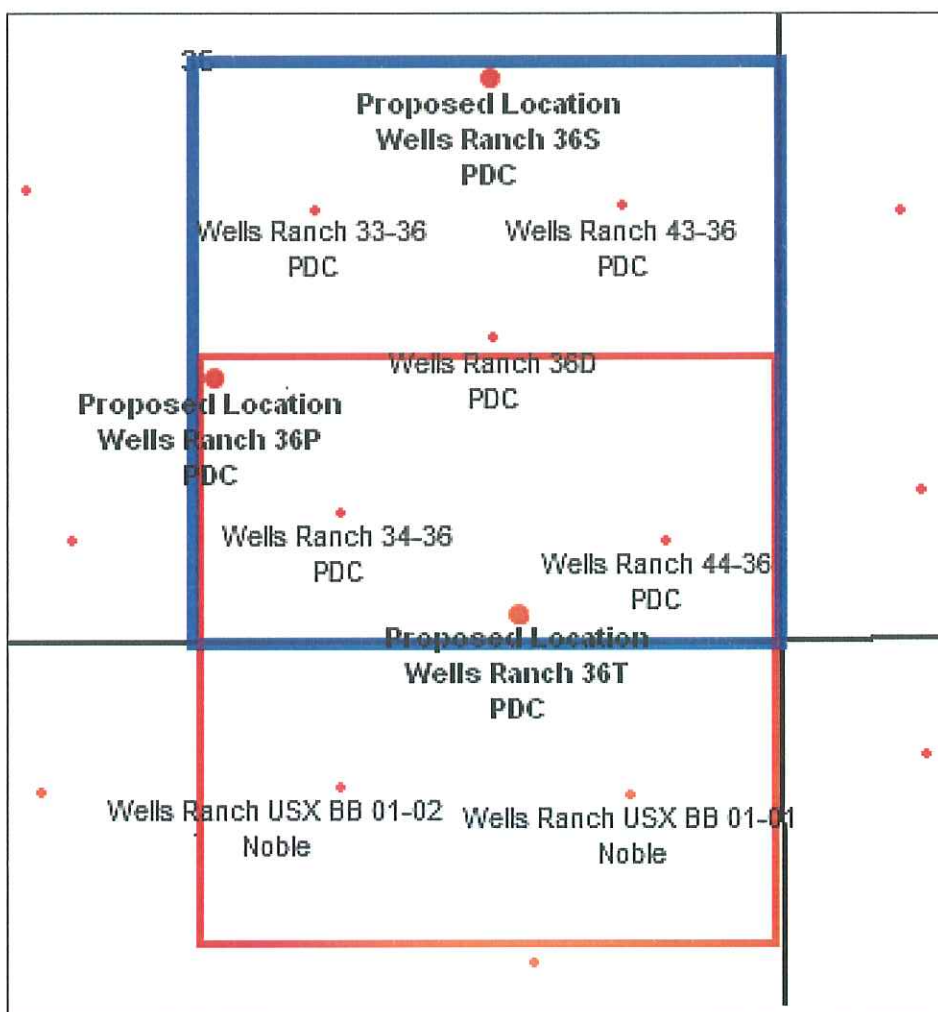 36
Proposed Location
Wells Ranch 36S
PDC
Wells Ranch 33-36
PDC
Wells Ranch 43-36
PDC
Wells Ranch 36D
PDC
Proposed Location
Wells Ranch 36P
PDC
Wells Ranch 34-36
PDC
Wells Ranch 44-36
PDC
Proposed Location
Wells Ranch 36T
PDC
Wells Ranch USX BB 01-02
Noble
Wells Ranch USX BB 01-01
Noble